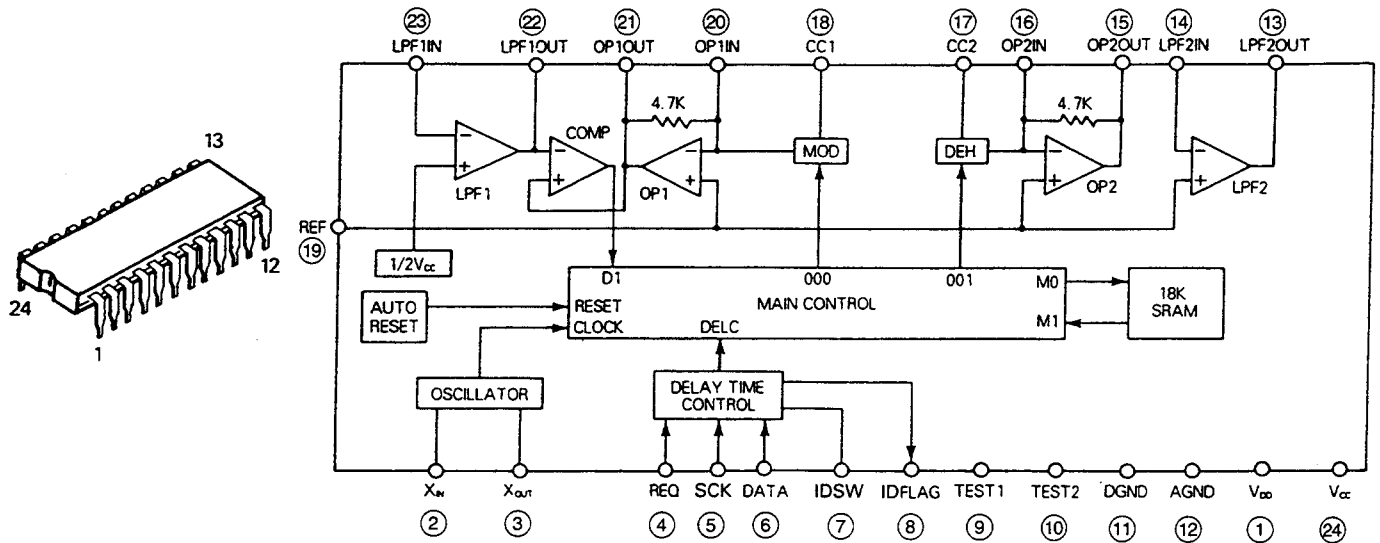 ㉓ ㉒ ㉑ ⑳ ⑱ ⑰ ⑯ ⑮ ⑭ ⑬
LPF1IN LPF1OUT OP1OUT OP1IN CC1 CC2 OP2IN OP2OUT LPF2IN LPF2OUT
4.7K 4.7K
COMP
MOD DEH
LPF1 OP1 OP2 LPF2
13
12
24
1
REF
⑲
1/2Vcc
D1 OO0 OO1 MO
MAIN CONTROL
AUTO
RESET
RESET
CLOCK DELC M1
18K
SRAM
OSCILLATOR
DELAY TIME
CONTROL
XIN XOUT REQ SCK DATA IDSW IDFLAG TEST1 TEST2 DGND AGND VDD Vcc
② ③ ④ ⑤ ⑥ ⑦ ⑧ ⑨ ⑩ ⑪ ⑫ ① ㉔